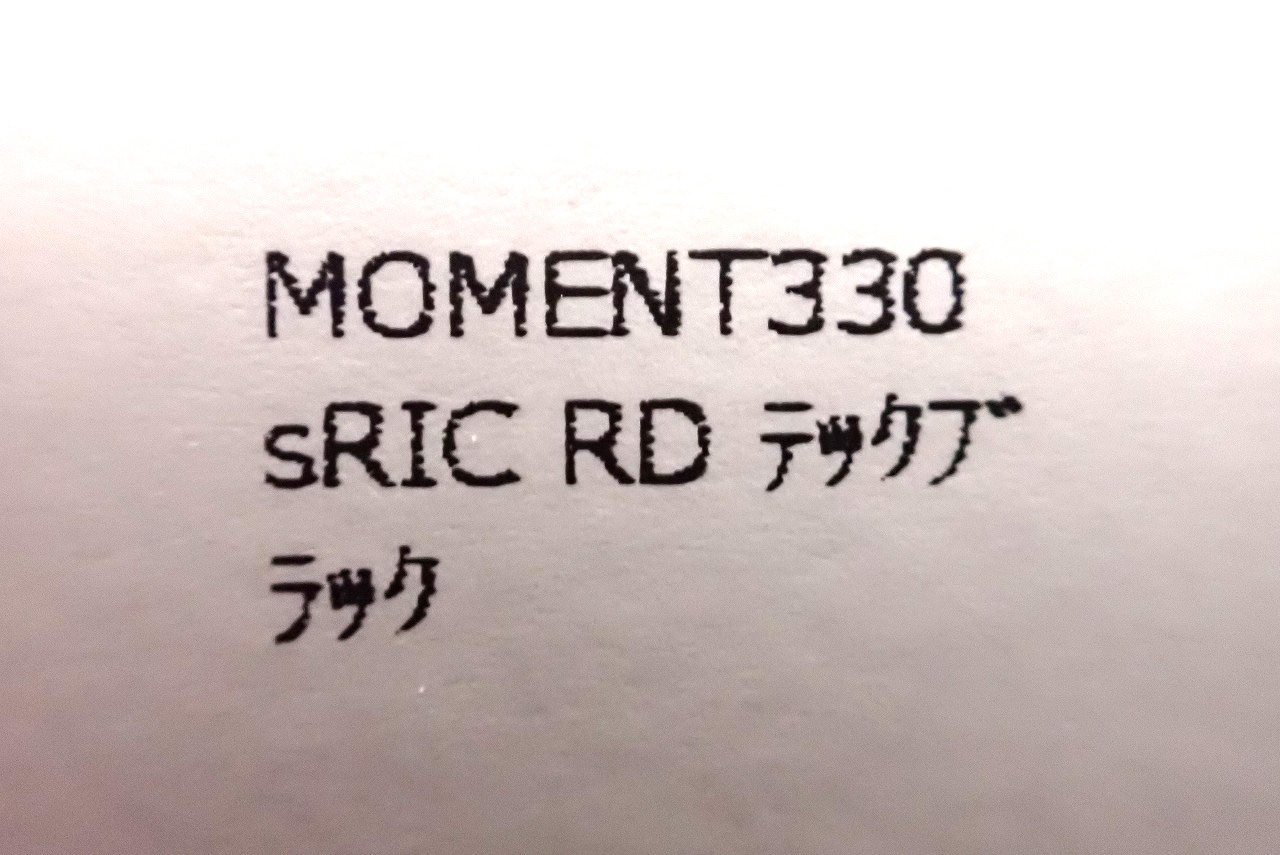 MOMENT330
sRIC RD ﾃｯｸﾌﾞ
ﾗｯｸ